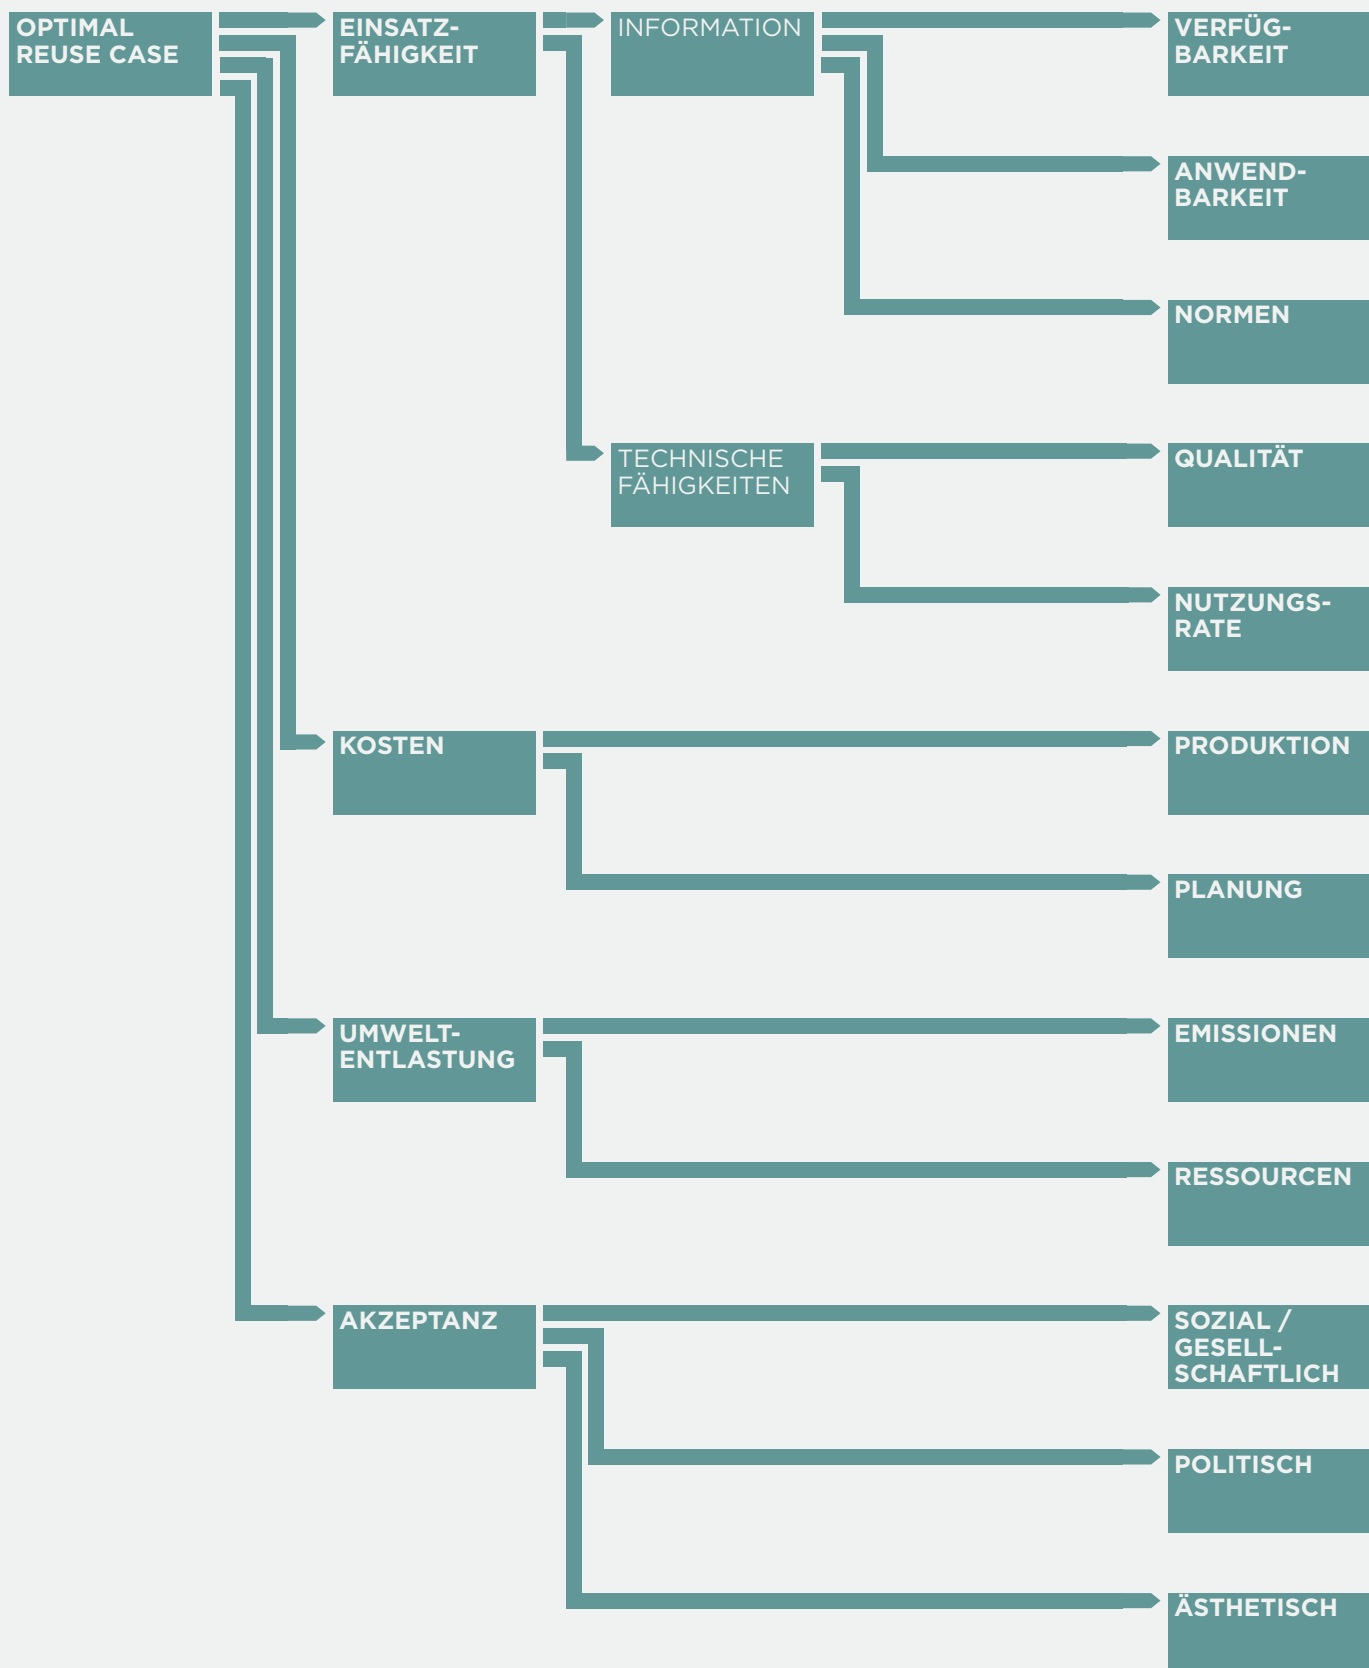 OPTIMAL
REUSE CASE
EINSATZ-
FÄHIGKEIT
INFORMATION
VERFÜG-
BARKEIT
ANWEND-
BARKEIT
NORMEN
TECHNISCHE
FÄHIGKEITEN
QUALITÄT
NUTZUNGS-
RATE
KOSTEN
PRODUKTION
PLANUNG
UMWELT-
ENTLASTUNG
EMISSIONEN
RESSOURCEN
AKZEPTANZ
SOZIAL /
GESELL-
SCHAFTLICH
POLITISCH
ÄSTHETISCH